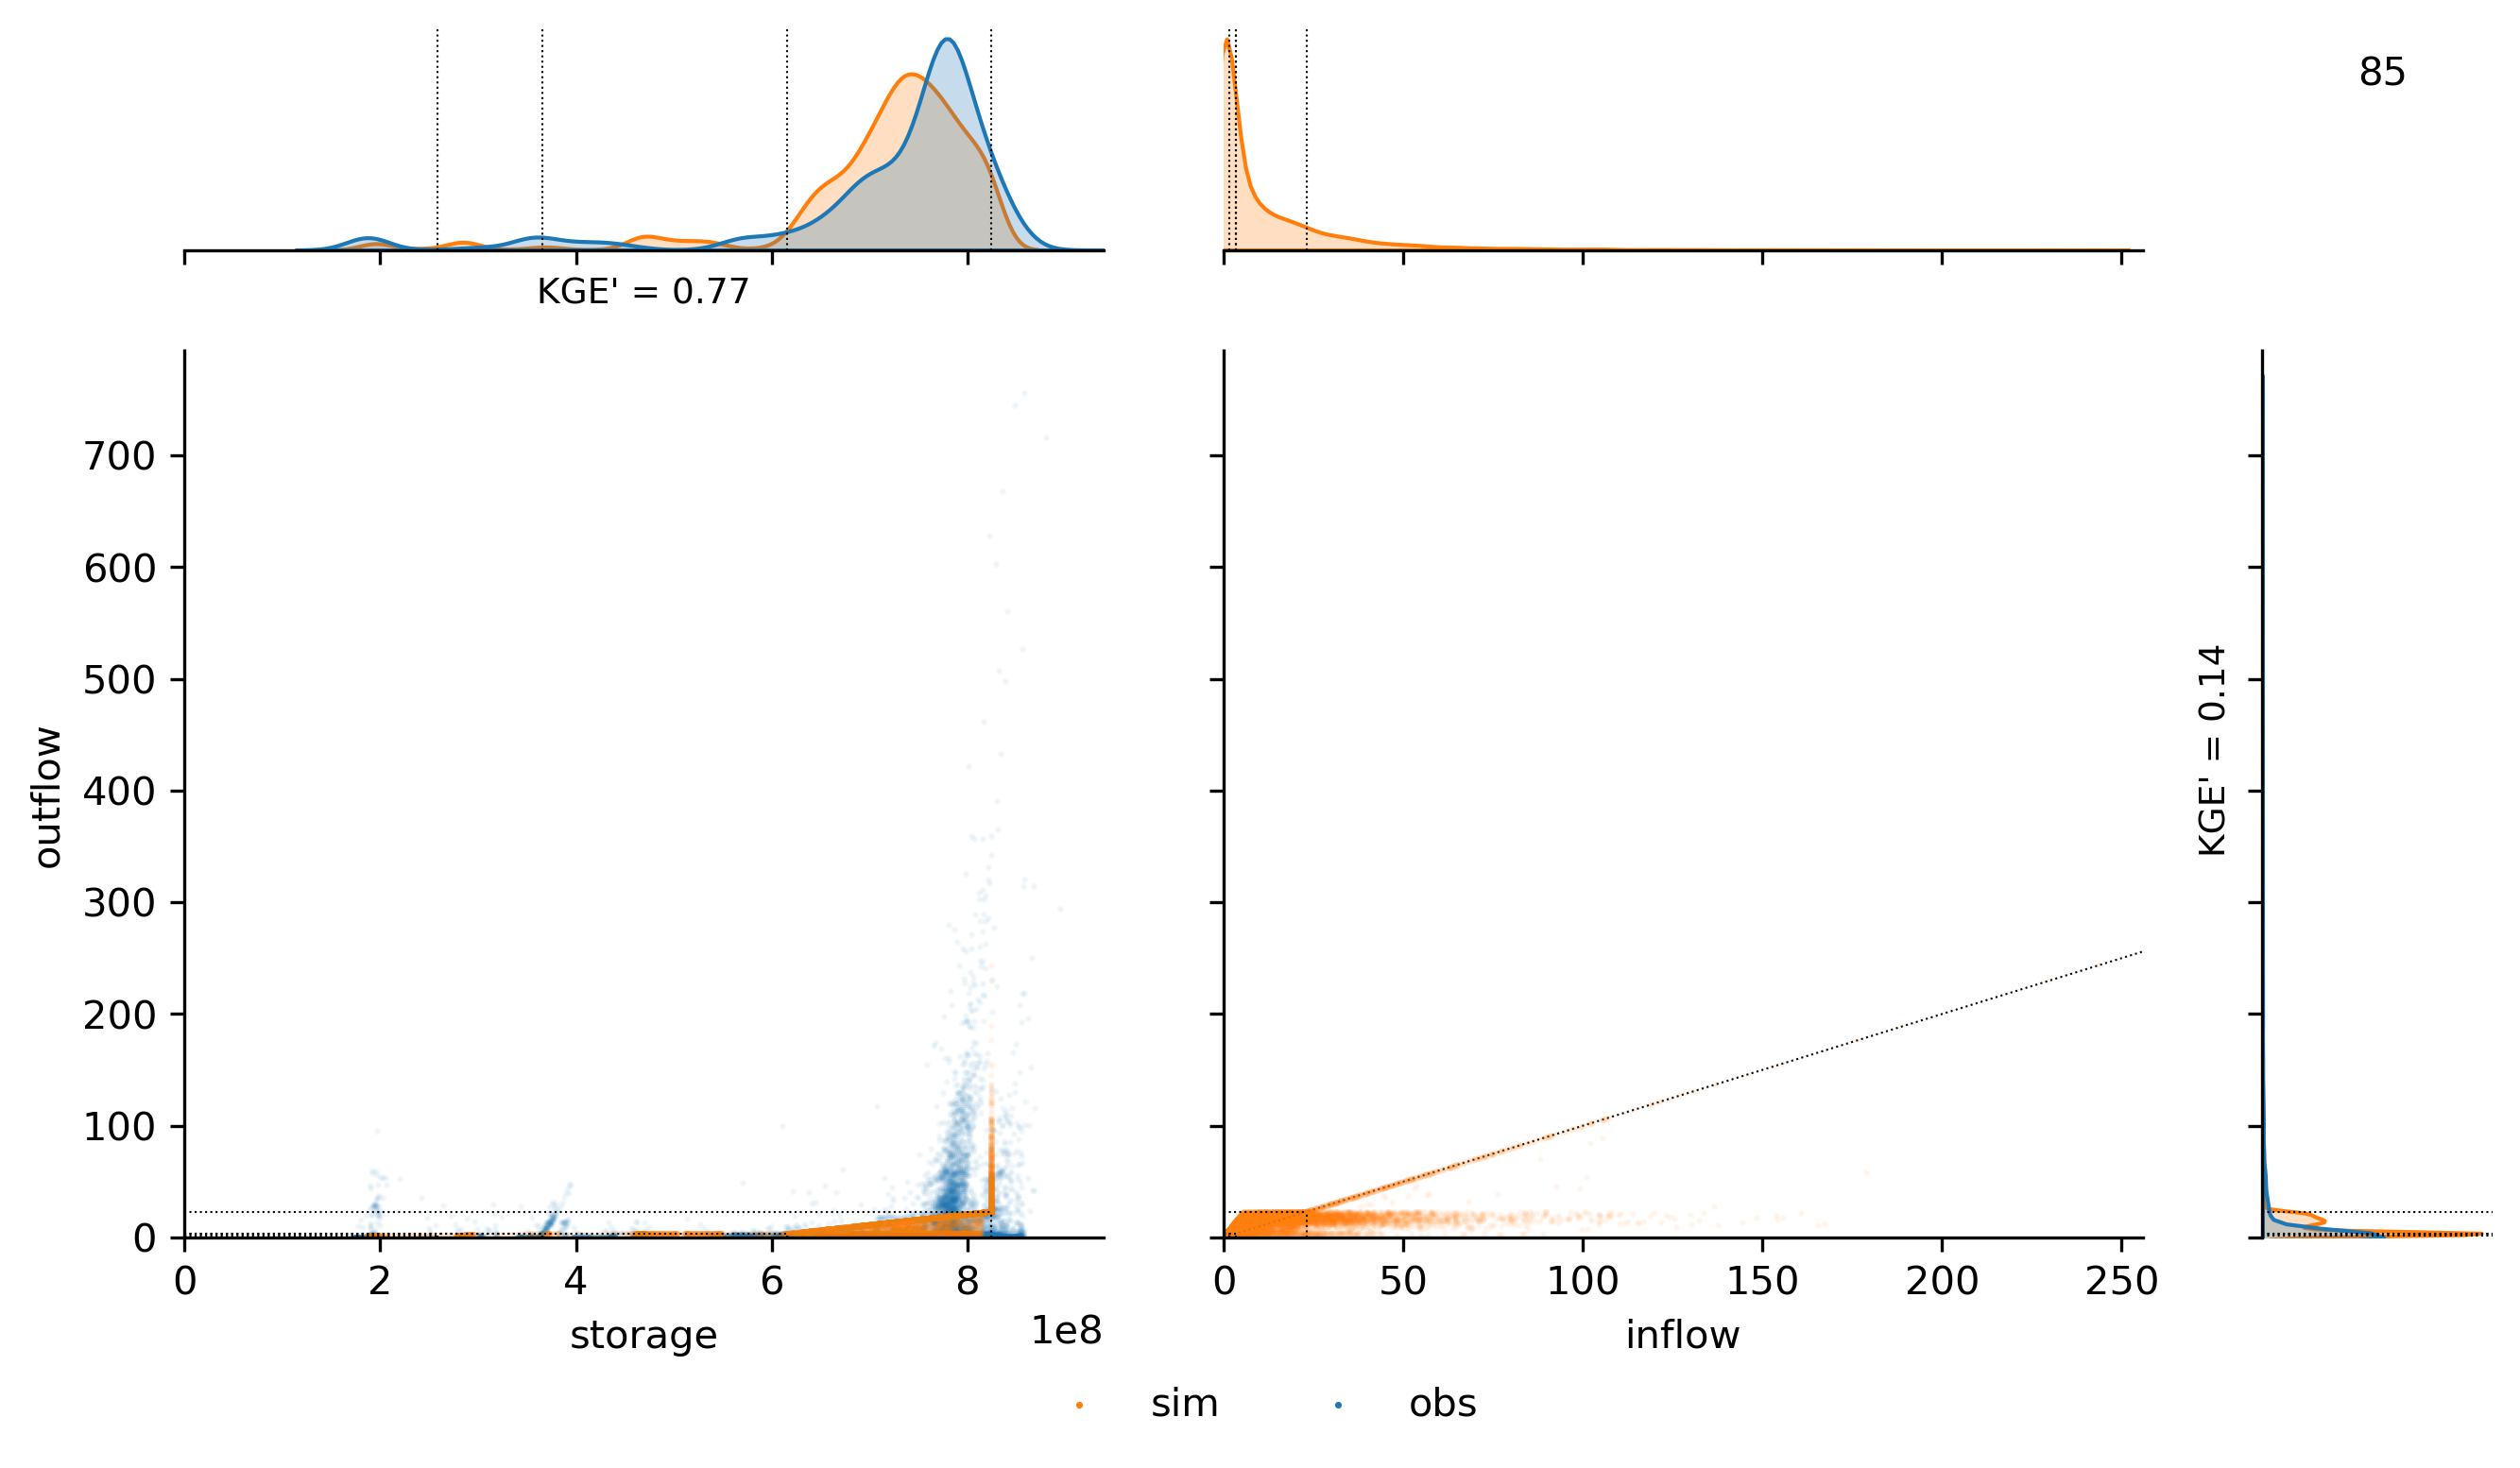 85
KGE' = 0.77
outflow
700
600
500
400
300
200
100
0
KGE' = 0.14
0 2 4 6 8
1e8
storage
0 50 100 150 200 250
inflow
sim obs